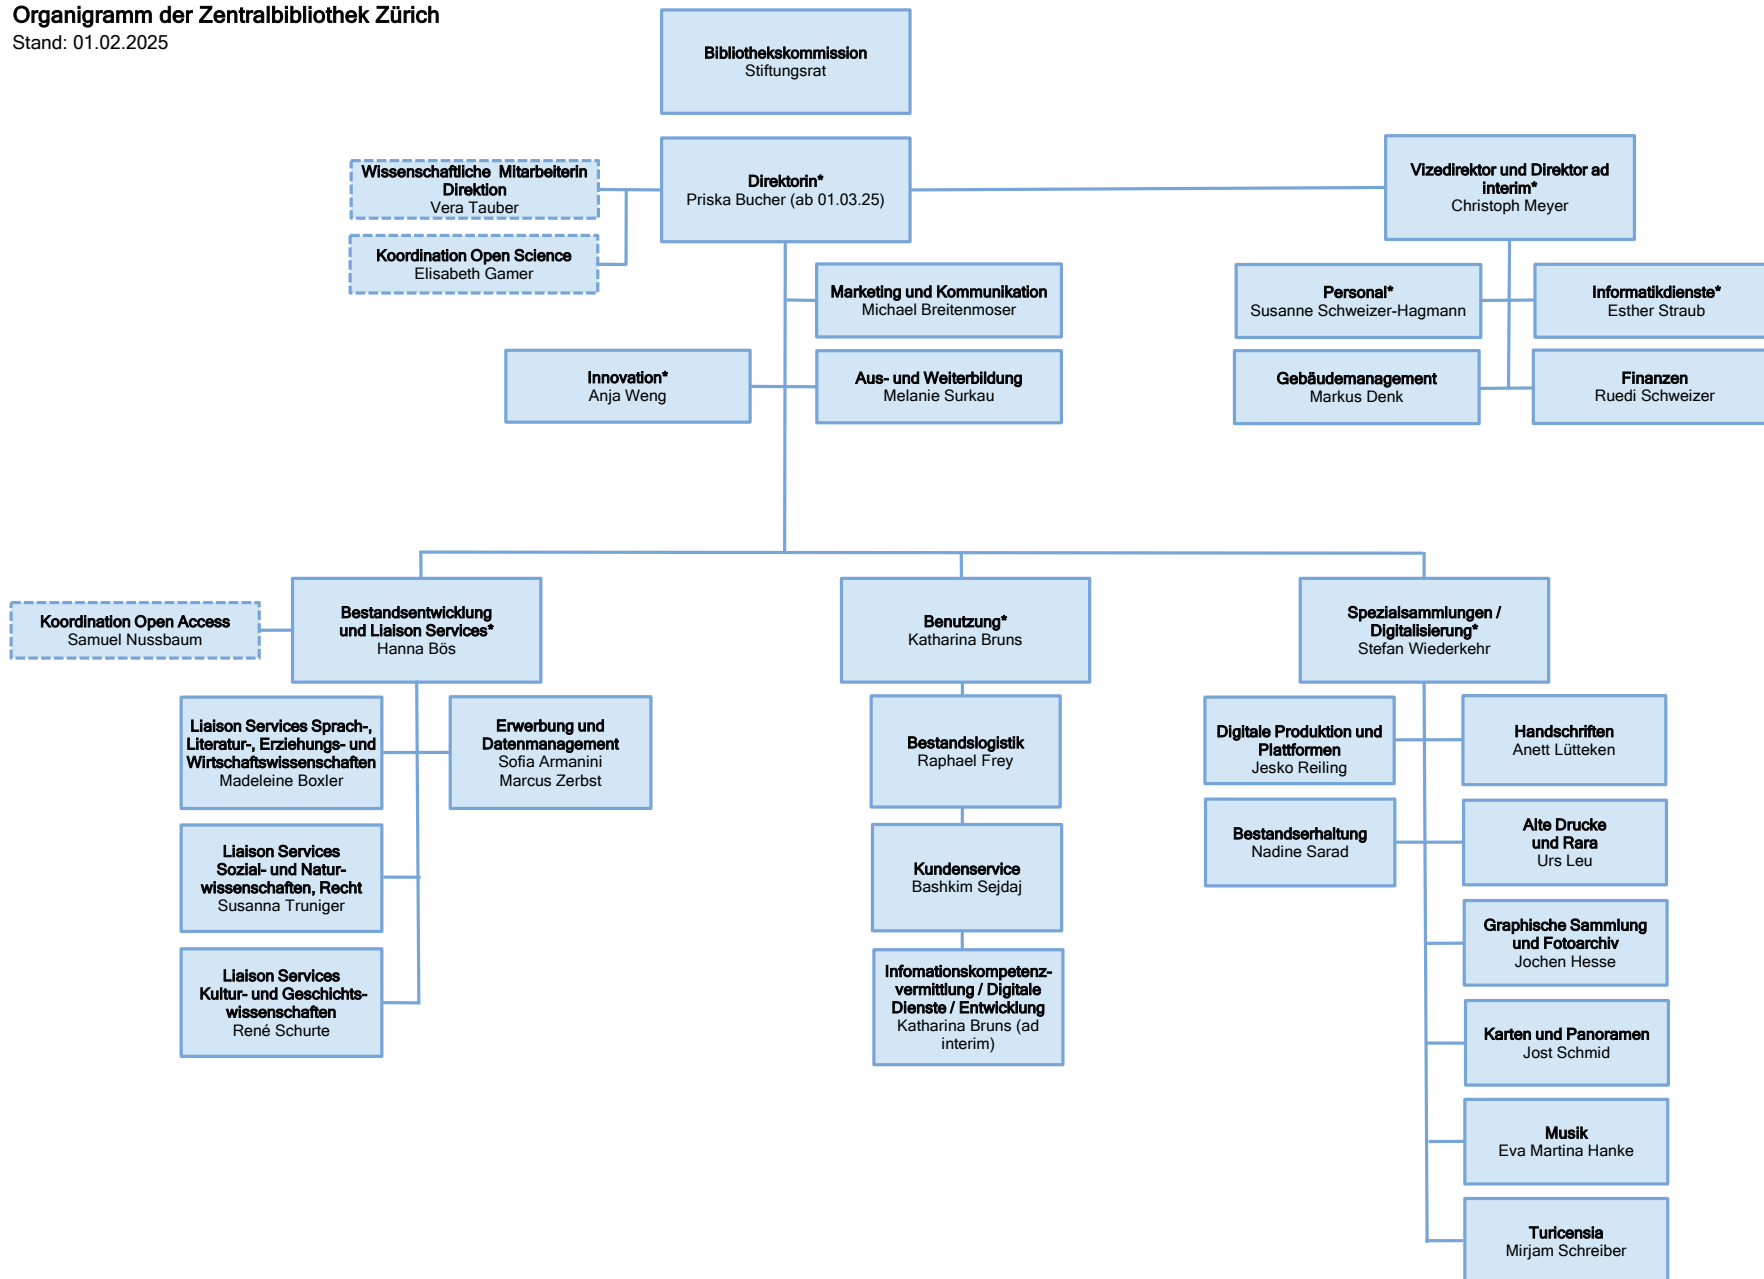 Organigramm der Zentralbibliothek Zürich
Stand: 01.02.2025
Bibliothekskommission
Stiftungsrat
Wissenschaftliche Mitarbeiterin
Direktion
Vera Tauber
Direktorin*
Priska Bucher (ab 01.03.25)
Vizedirektor und Direktor ad
interim*
Christoph Meyer
Koordination Open Science
Elisabeth Gamer
Marketing und Kommunikation
Michael Breitenmoser
Personal*
Susanne Schweizer-Hagmann
Informatikdienste*
Esther Straub
Innovation*
Anja Weng
Aus- und Weiterbildung
Melanie Surkau
Gebäudemanagement
Markus Denk
Finanzen
Ruedi Schweizer
Koordination Open Access
Samuel Nussbaum
Bestandsentwicklung
und Liaison Services*
Hanna Bös
Benutzung*
Katharina Bruns
Spezialsammlungen /
Digitalisierung*
Stefan Wiederkehr
Liaison Services Sprach-,
Literatur-, Erziehungs- und
Wirtschaftswissenschaften
Madeleine Boxler
Erwerbung und
Datenmanagement
Sofia Armanini
Marcus Zerbst
Bestandslogistik
Raphael Frey
Digitale Produktion und
Plattformen
Jesko Reiling
Handschriften
Anett Lütteken
Liaison Services
Sozial- und Natur-
wissenschaften, Recht
Susanna Truniger
Kundenservice
Bashkim Sejdaj
Bestandserhaltung
Nadine Sarad
Alte Drucke
und Rara
Urs Leu
Liaison Services
Kultur- und Geschichts-
wissenschaften
René Schurte
Infomationskompetenz-
vermittlung / Digitale
Dienste / Entwicklung
Katharina Bruns (ad
interim)
Graphische Sammlung
und Fotoarchiv
Jochen Hesse
Karten und Panoramen
Jost Schmid
Musik
Eva Martina Hanke
Turicensia
Mirjam Schreiber